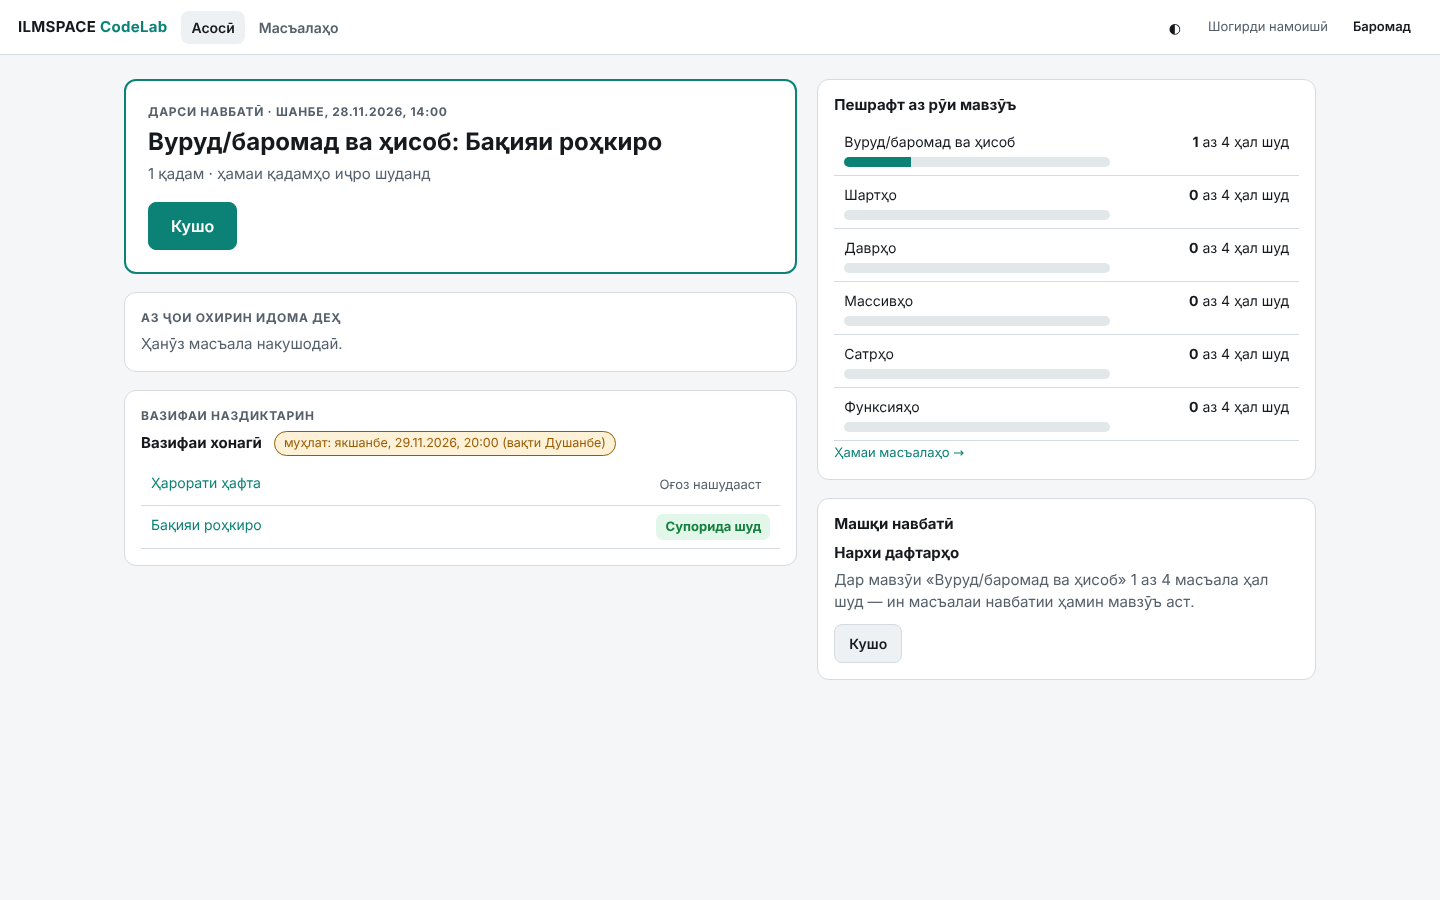 ILMSPACE CodeLab
Асосӣ
Масъалаҳо
Шогирди намоишӣ
Баромад
ДАРСИ НАВБАТӢ · ШАНБЕ, 28.11.2026, 14:00
Вуруд/баромад ва ҳисоб: Бақияи роҳкиро
1 қадам · ҳамаи қадамҳо иҷро шуданд
Кушо
АЗ ҶОИ ОХИРИН ИДОМА ДЕҲ
Ҳанӯз масъала накушодаӣ.
ВАЗИФАИ НАЗДИКТАРИН
Вазифаи хонагӣ
муҳлат: якшанбе, 29.11.2026, 20:00 (вақти Душанбе)
Ҳарорати ҳафта
Оғоз нашудааст
Бақияи роҳкиро
Супорида шуд
Пешрафт аз рӯи мавзӯъ
Вуруд/баромад ва ҳисоб
1 аз 4 ҳал шуд
Шартҳо
0 аз 4 ҳал шуд
Даврҳо
0 аз 4 ҳал шуд
Массивҳо
0 аз 4 ҳал шуд
Сатрҳо
0 аз 4 ҳал шуд
Функсияҳо
0 аз 4 ҳал шуд
Ҳамаи масъалаҳо →
Машқи навбатӣ
Нархи дафтарҳо
Дар мавзӯи «Вуруд/баромад ва ҳисоб» 1 аз 4 масъала ҳал
шуд — ин масъалаи навбатии ҳамин мавзӯъ аст.
Кушо